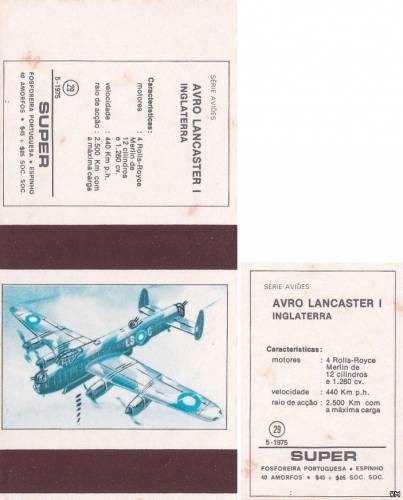 SÉRIE AVIÕES
AVRO LANCASTER I
INGLATERRA
Características :
motores : 4 Rolls-Royce
Merlin de
12 cilindros
e 1.280 cv.
velocidade : 440 Km p.h.
raio de acção : 2.500 Km com
a máxima carga
29
5-1975
SUPER
FOSFOREIRA PORTUGUESA • ESPINHO
40 AMORFOS • $45 + $05 SOC. SOC.
LS G
SÉRIE AVIÕES
AVRO LANCASTER I
INGLATERRA
Características :
motores : 4 Rolls-Royce
Merlin de
12 cilindros
e 1.280 cv.
velocidade : 440 Km p.h.
raio de acção : 2.500 Km com
a máxima carga
29
5-1975
SUPER
FOSFOREIRA PORTUGUESA • ESPINHO
40 AMORFOS • $45 + $05 SOC. SOC.